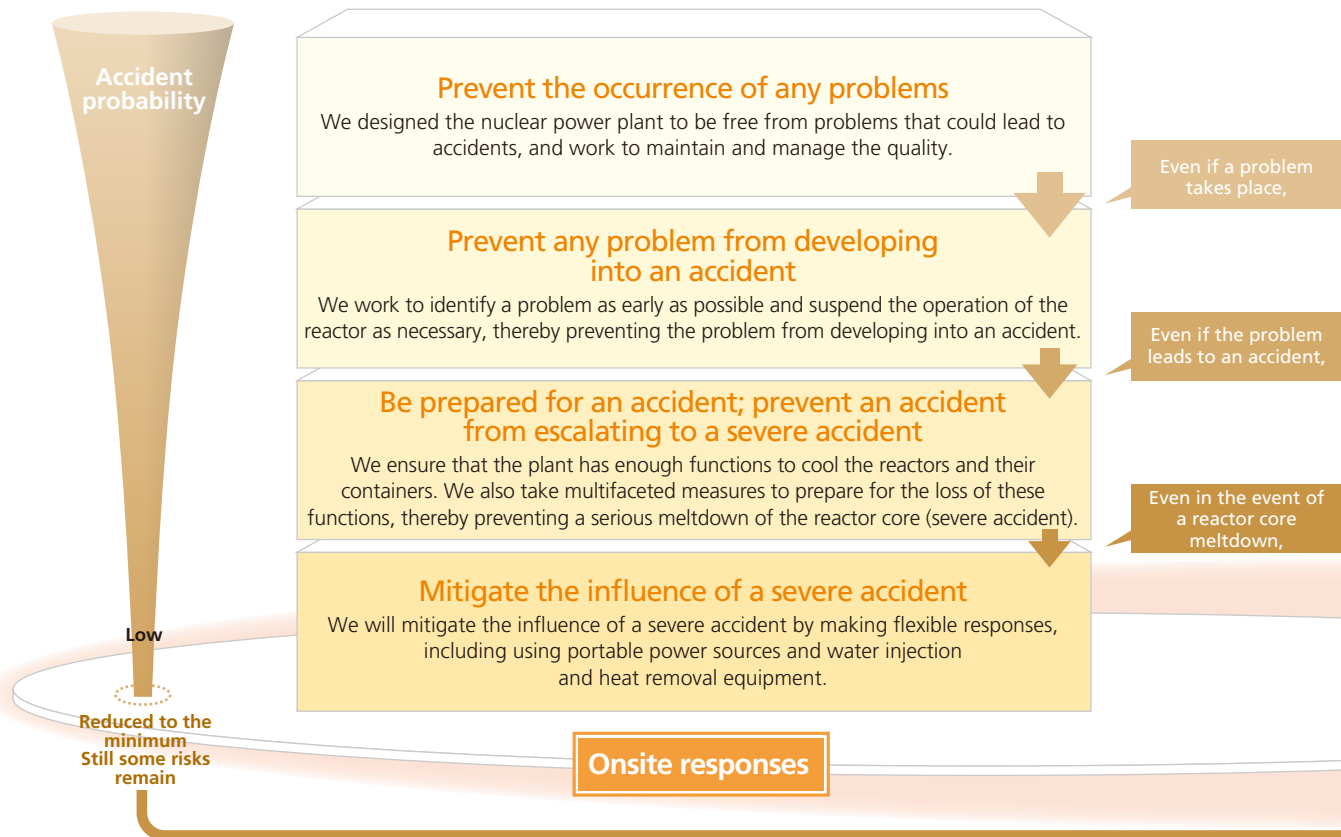 Accident
probability
Prevent the occurrence of any problems
We designed the nuclear power plant to be free from problems that could lead to
accidents, and work to maintain and manage the quality.
Even if a problem
takes place,
Prevent any problem from developing
into an accident
We work to identify a problem as early as possible and suspend the operation of the
reactor as necessary, thereby preventing the problem from developing into an accident.
Even if the problem
leads to an accident,
Be prepared for an accident; prevent an accident
from escalating to a severe accident
We ensure that the plant has enough functions to cool the reactors and their
containers. We also take multifaceted measures to prepare for the loss of these
functions, thereby preventing a serious meltdown of the reactor core (severe accident).
Even in the event of
a reactor core
meltdown,
Mitigate the influence of a severe accident
We will mitigate the influence of a severe accident by making flexible responses,
including using portable power sources and water injection
and heat removal equipment.
Low
Reduced to the
minimum
Still some risks
remain
Onsite responses